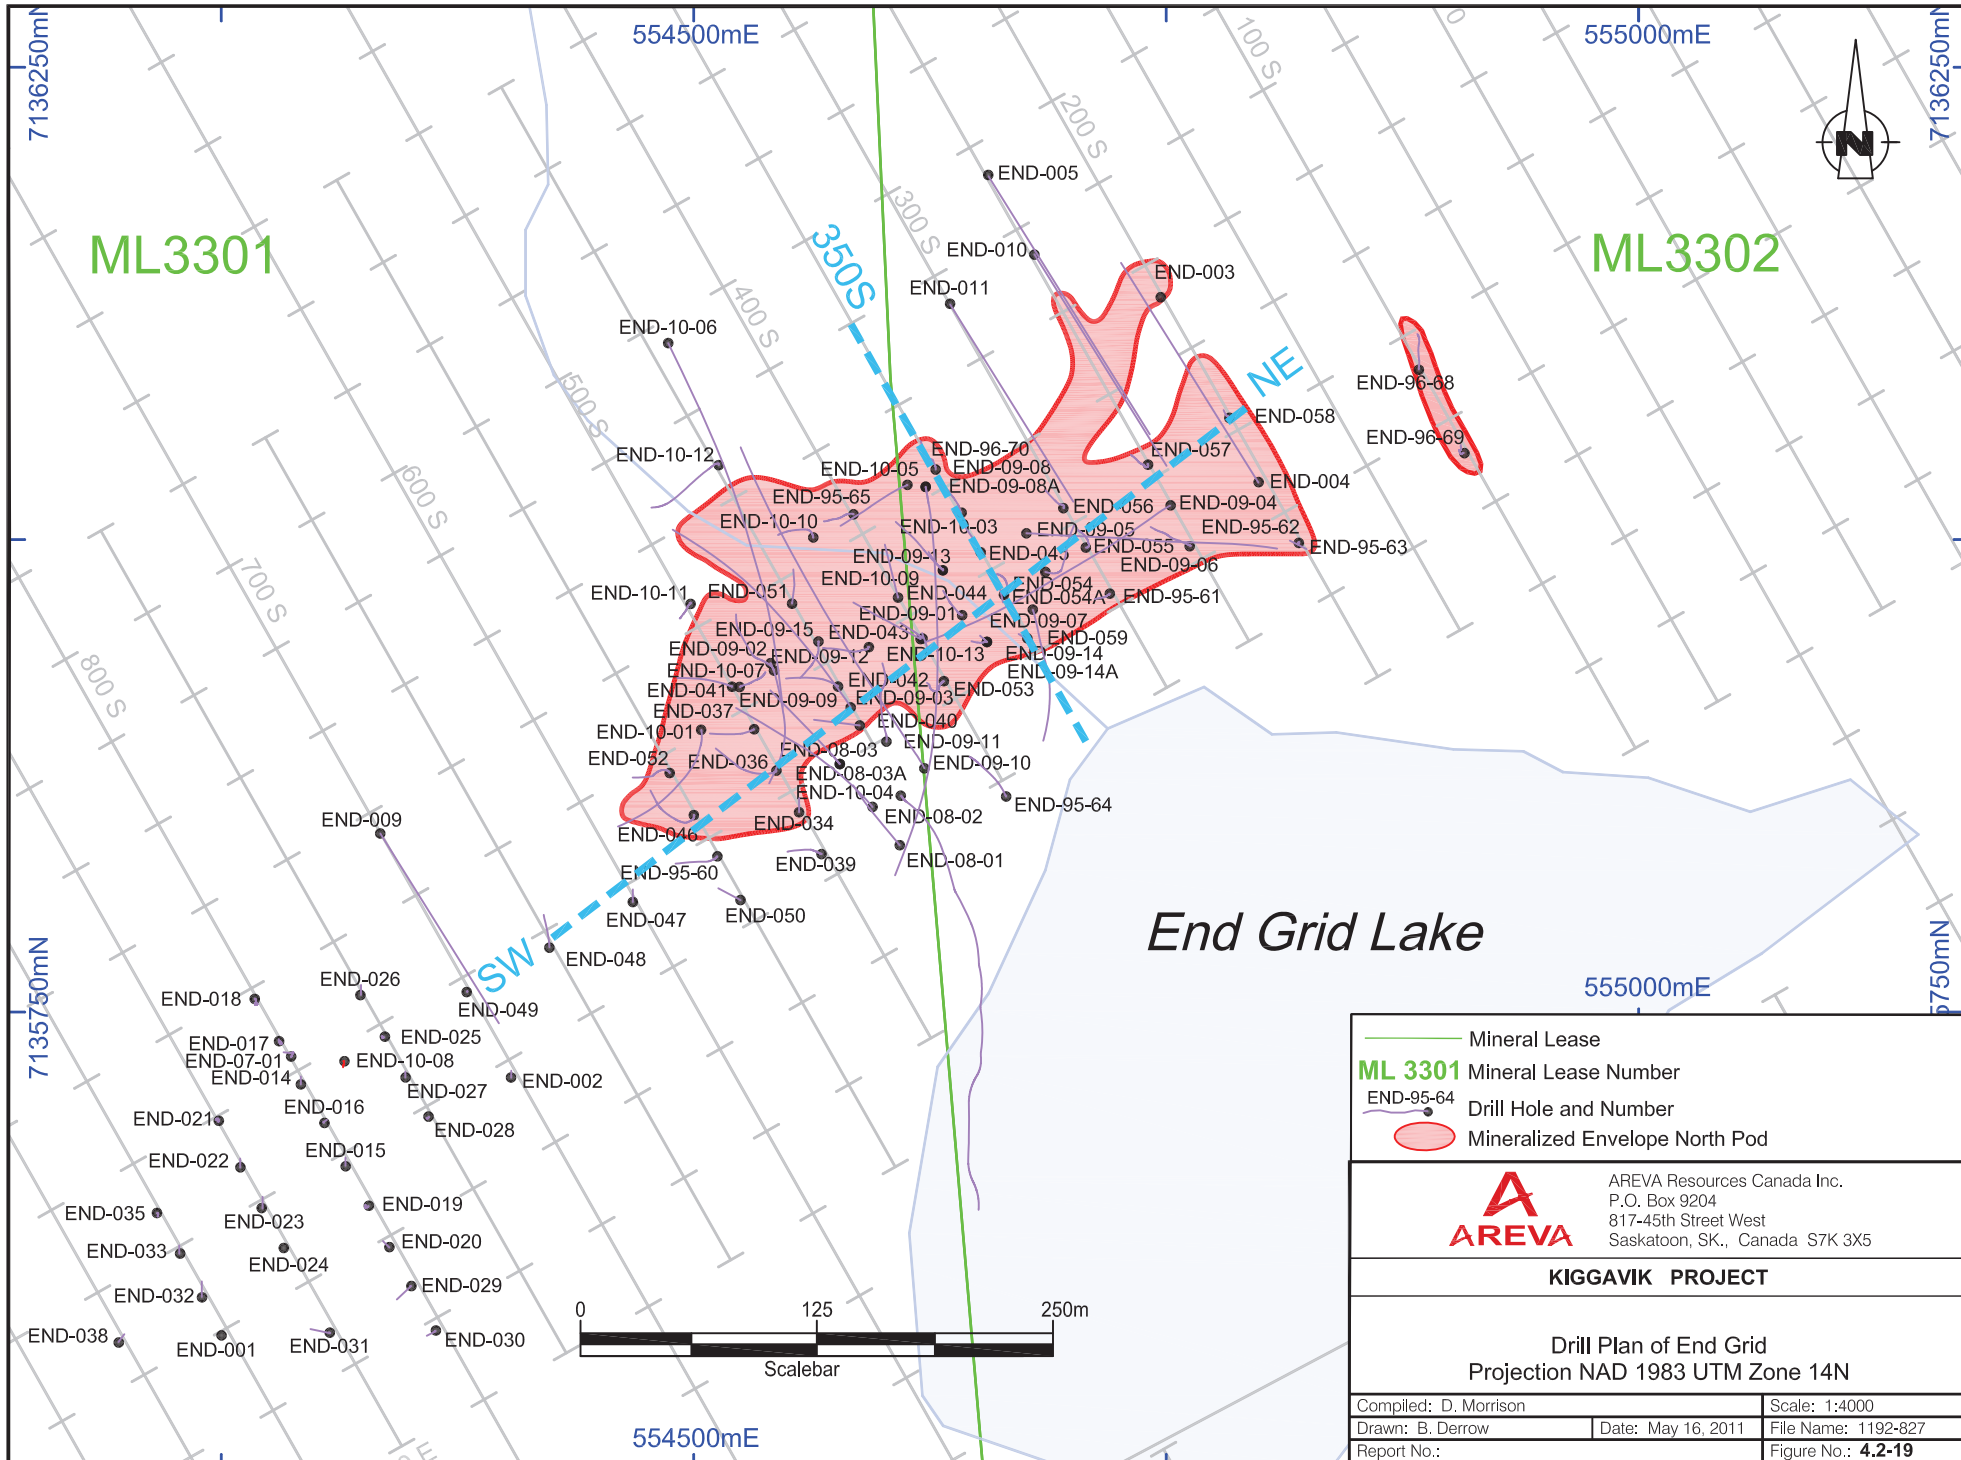 554500mE
555000mE
7136250mN
7136250mN
0
100 S
200 S
300 S
350S
400 S
500 S
600 S
700 S
800 S
ML3301
ML3302
N
END-005
END-010
END-003
END-011
END-10-06
NE
END-96-68
END-058
END-96-69
END-10-12
END-96-70
END-057
END-10-05
END-09-08
END-004
END-95-65
END-09-08A
END-09-04
END-056
END-10-10
END-10-03
END-09-05
END-95-62
END-95-63
END-09-13
END-045
END-055
END-09-06
END-10-09
END-054
END-10-11
END-051
END-044
END-054A
END-95-61
END-09-01
END-09-07
END-09-15
END-043
END-059
END-09-02
END-09-12
END-10-13
END-09-14
END-10-07
END-09-14A
END-041
END-042
END-053
END-09-09
END-09-03
END-037
END-040
END-10-01
END-09-11
END-08-03
END-052
END-036
END-08-03A
END-09-10
END-10-04
END-95-64
END-08-02
END-009
END-046
END-034
END-08-01
END-039
END-95-60
END-047
END-050
End Grid Lake
SW
END-048
555000mE
7135750mN
5750mN
END-026
END-018
END-049
END-017
END-025
END-07-01
END-10-08
END-014
END-002
END-027
END-016
END-021
END-028
END-015
END-022
END-035
END-023
END-019
END-033
END-020
END-024
END-032
END-029
END-038
END-001
END-031
END-030
0
125
250m
Scalebar
554500mE
E
Mineral Lease
ML 3301 Mineral Lease Number
END-95-64
Drill Hole and Number
Mineralized Envelope North Pod
AREVA
AREVA Resources Canada Inc.
P.O. Box 9204
817-45th Street West
Saskatoon, SK., Canada S7K 3X5
KIGGAVIK PROJECT
Drill Plan of End Grid
Projection NAD 1983 UTM Zone 14N
Compiled: D. Morrison
Scale: 1:4000
Drawn: B. Derrow
Date: May 16, 2011
File Name: 1192-827
Report No.:
Figure No.: 4.2-19